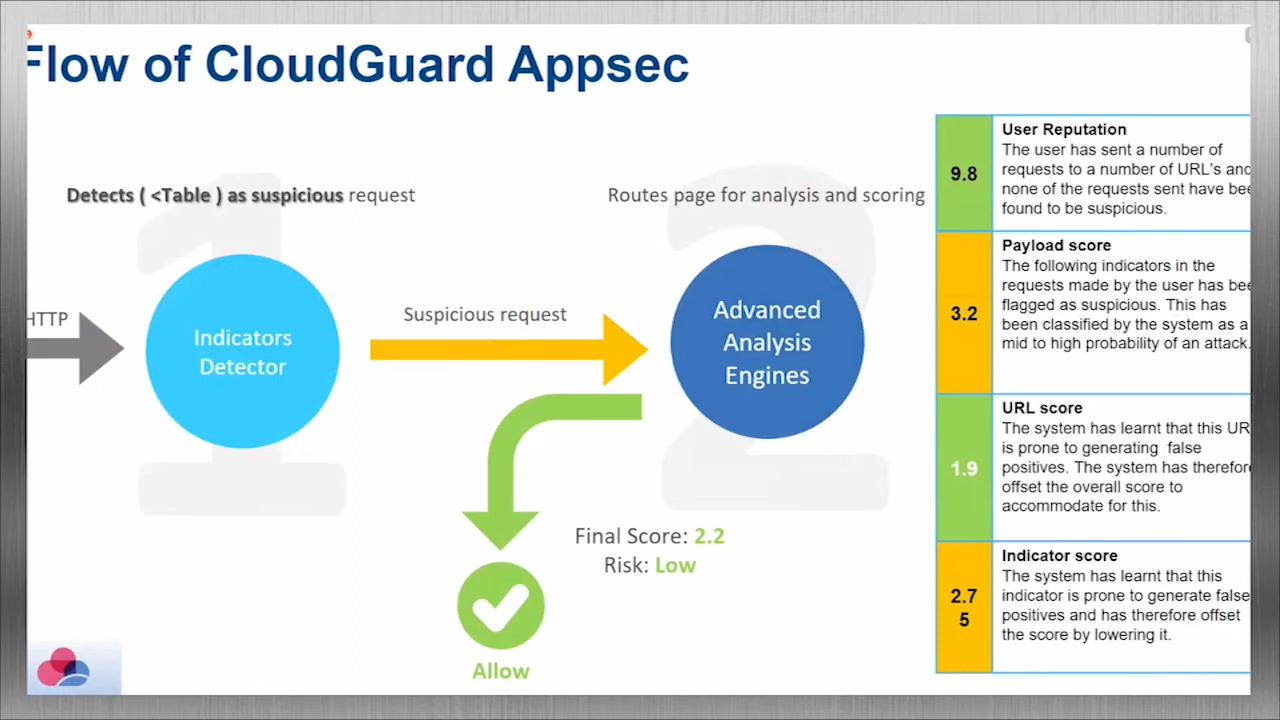 Flow of CloudGuard Appsec
Detects ( <Table ) as suspicious request
Routes page for analysis and scoring
HTTP
Indicators
Detector
Suspicious request
Advanced
Analysis
Engines
Final Score: 2.2
Risk: Low
Allow
9.8
User Reputation
The user has sent a number of
requests to a number of URL's and
none of the requests sent have bee
found to be suspicious.
3.2
Payload score
The following indicators in the
requests made by the user has bee
flagged as suspicious. This has
been classified by the system as a
mid to high probability of an attack.
1.9
URL score
The system has learnt that this UR
is prone to generating false
positives. The system has therefor
offset the overall score to
accommodate for this.
2.7
5
Indicator score
The system has learnt that this
indicator is prone to generate false
positives and has therefore offset
the score by lowering it.
1
2